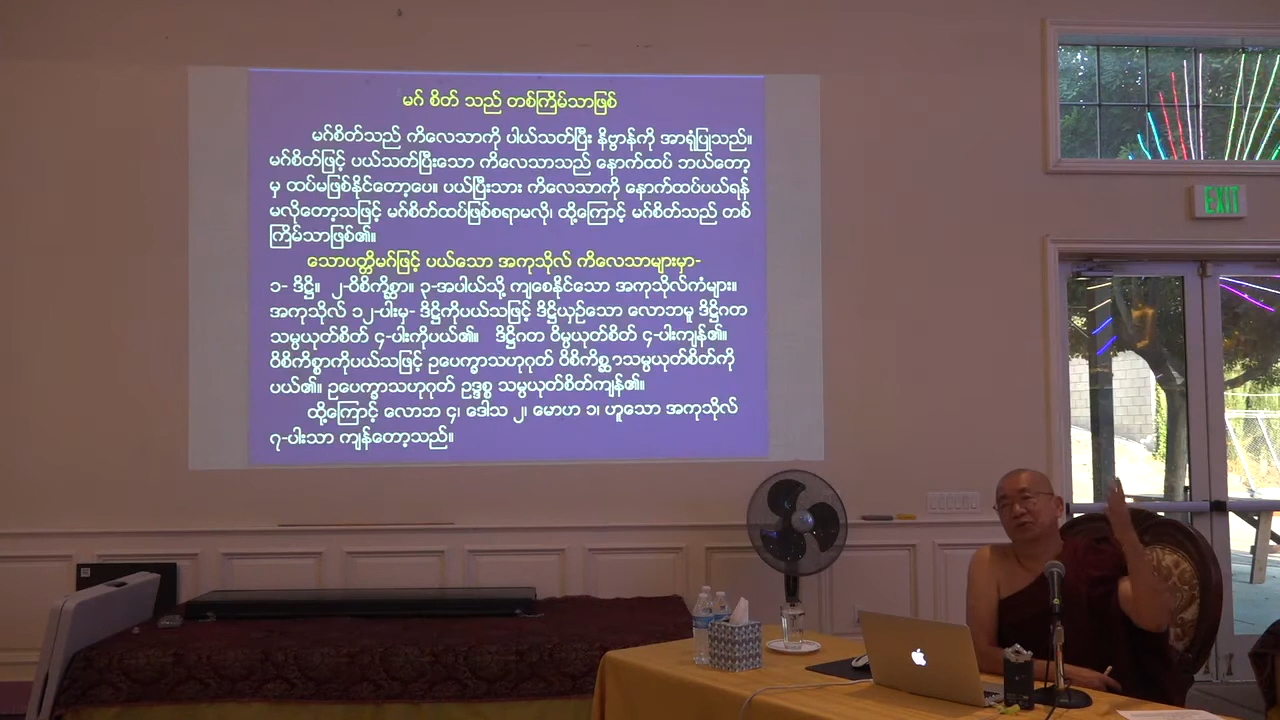 မဂ် စိတ် သည် တစ်ကြိမ်သာဖြစ်
မဂ်စိတ်သည် ကိလေသာကို ပါယ်သတ်ပြီး နိဗ္ဗာန်ကို အာရုံပြုသည်။
မဂ်စိတ်ဖြင့် ပယ်သတ်ပြီးသော ကိလေသာသည် နောက်ထပ် ဘယ်တော့
မှ ထပ်မဖြစ်နိုင်တော့ပေ။ ပယ်ပြီးသား ကိလေသာကို နောက်ထပ်ပယ်ရန်
မလိုတော့သဖြင့် မဂ်စိတ်ထပ်ဖြစ်စရာမလို၊ ထို့ကြောင့် မဂ်စိတ်သည် တစ်
ကြိမ်သာဖြစ်၏။
သောပတ္တိမဂ်ဖြင့် ပယ်သော အကုသိုလ် ကိလေသာများမှာ-
၁- ဒိဋ္ဌိ။ ၂-ဝိစိကိစ္ဆာ။ ၃-အပါယ်သို့ ကျစေနိုင်သော အကုသိုလ်ကံများ။
အကုသိုလ် ၁၂-ပါးမှ- ဒိဋ္ဌိကိုပယ်သဖြင့် ဒိဋ္ဌိယှဉ်သော လောဘမူ ဒိဋ္ဌိဂတ
သမ္ပယုတ်စိတ် ၄-ပါးကိုပယ်၏။ ဒိဋ္ဌိဂတ ဝိပ္ပယုတ်စိတ် ၄-ပါးကျန်၏။
ဝိစိကိစ္ဆာကိုပယ်သဖြင့် ဥပေက္ခာသဟဂုတ် ဝိစိကိစ္ဆာသမ္ပယုတ်စိတ်ကို
ပယ်၏။ ဥပေက္ခာသဟဂုတ် ဥဒ္ဒစ္စ သမ္ပယုတ်စိတ်ကျန်၏။
ထို့ကြောင့် လောဘ ၄၊ ဒေါသ ၂၊ မောဟ ၁၊ ဟူသော အကုသိုလ်
၇-ပါးသာ ကျန်တော့သည်။
EXIT